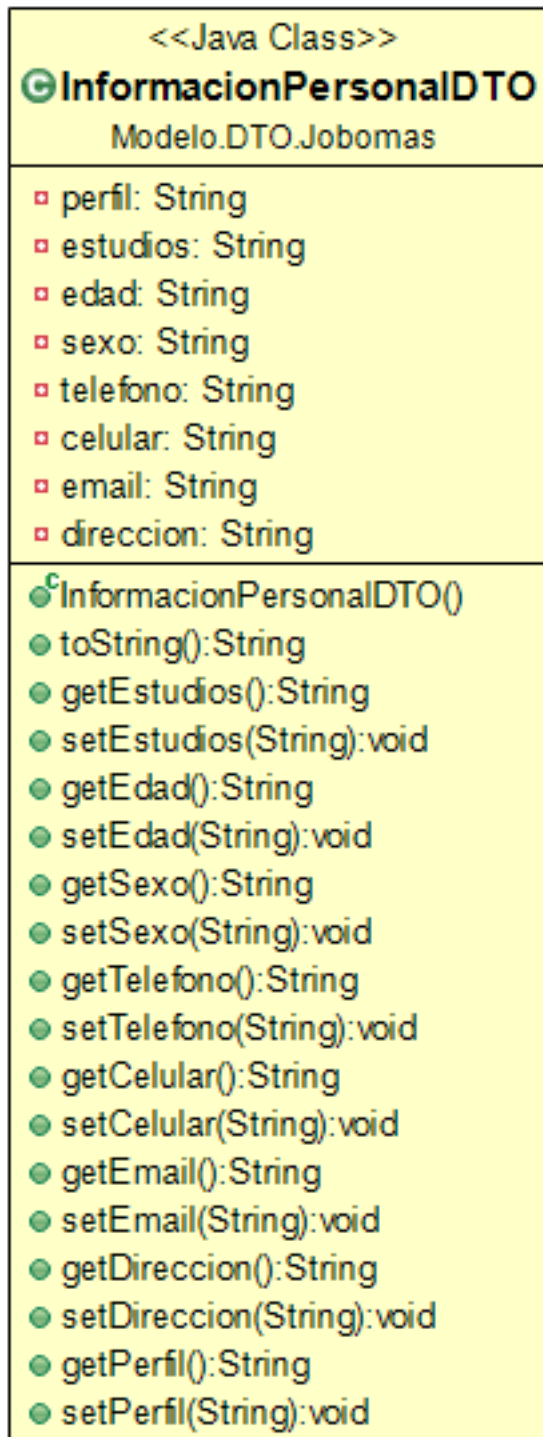 <<Java Class>>
InformacionPersonalDTO
Modelo.DTO.Jobomas
perfil: String
estudios: String
edad: String
sexo: String
telefono: String
celular: String
email: String
direccion: String
InformacionPersonalDTO()
toString():String
getEstudios():String
setEstudios(String):void
getEdad():String
setEdad(String):void
getSexo():String
setSexo(String):void
getTelefono():String
setTelefono(String):void
getCelular():String
setCelular(String):void
getEmail():String
setEmail(String):void
getDireccion():String
setDireccion(String):void
getPerfil():String
setPerfil(String):void